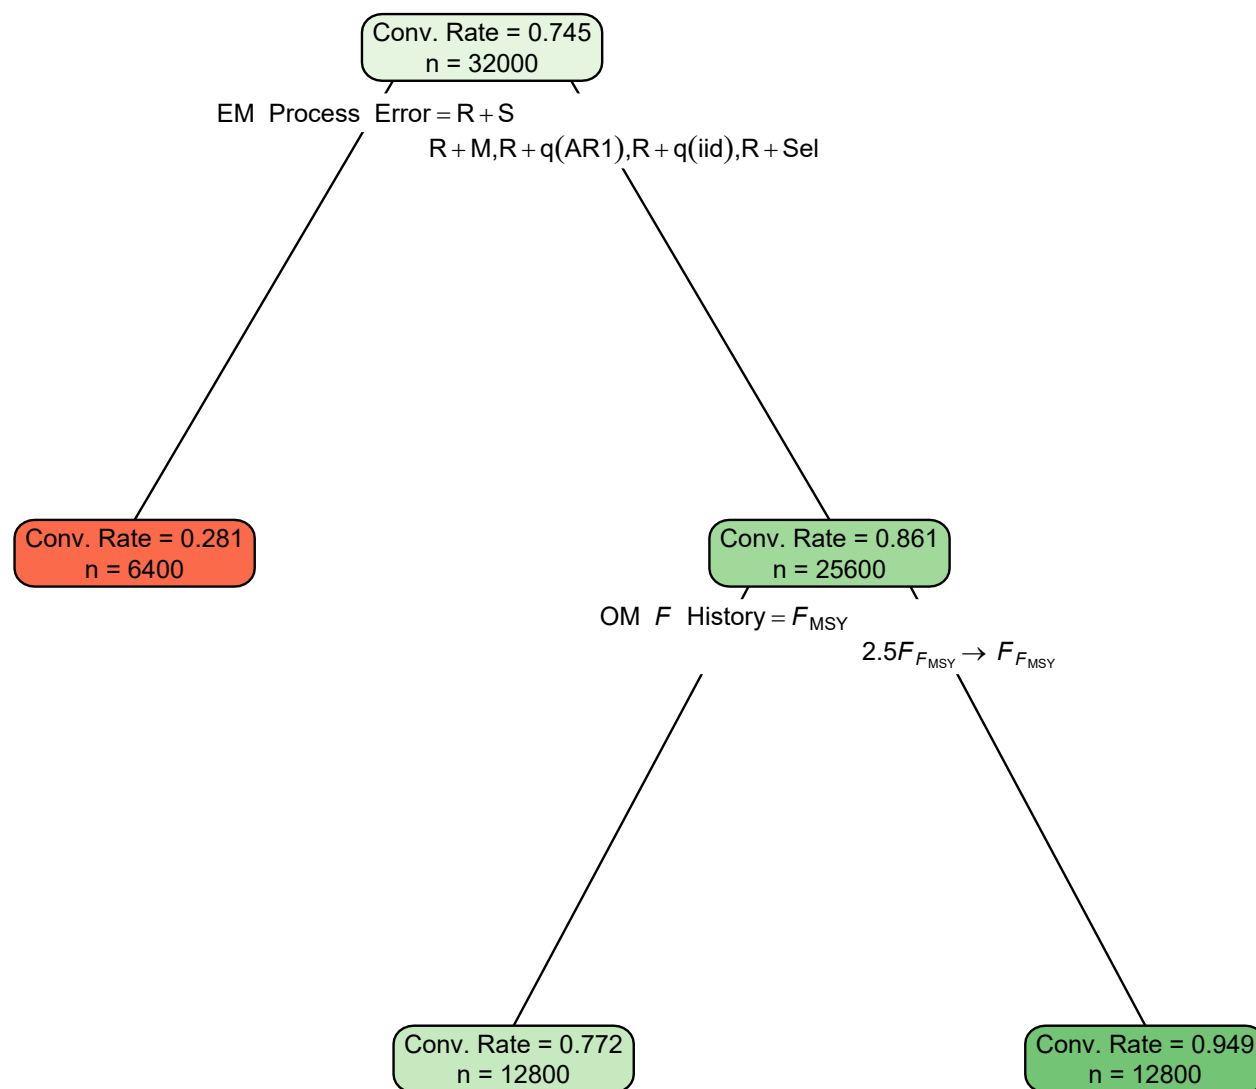 Conv. Rate = 0.745
n = 32000
EM Process Error = R + S
R + M,R + q(AR1),R + q(iid),R + Sel
Conv. Rate = 0.281
n = 6400
Conv. Rate = 0.861
n = 25600
OM F History = F_MSY
2.5F_F_MSY → F_F_MSY
Conv. Rate = 0.772
n = 12800
Conv. Rate = 0.949
n = 12800